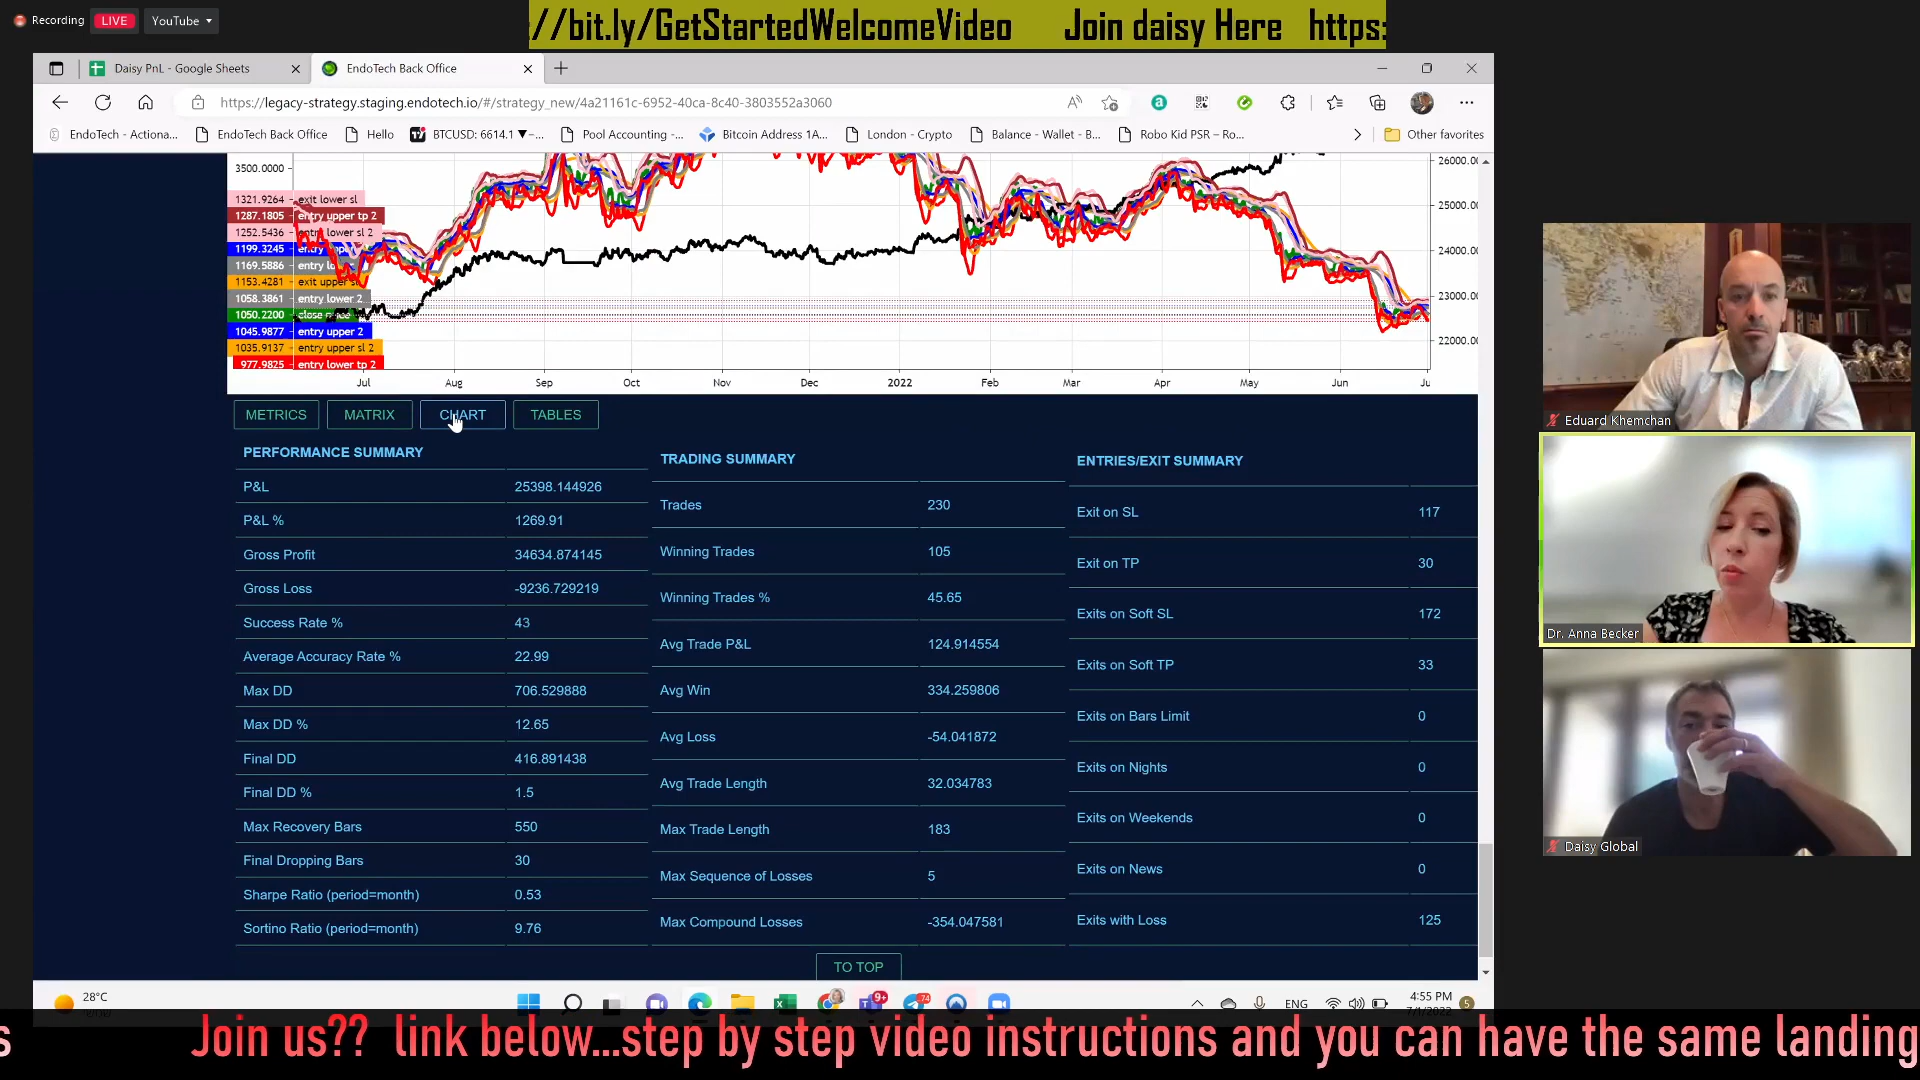 Recording LIVE YouTube
//bit.ly/GetStartedWelcomeVideo Join daisy Here https:
Daisy PnL - Google Sheets EndoTech Back Office
https://legacy-strategy.staging.endotech.io/#/strategy_new/4a21161c-6952-40ca-8c40-3803552a3060
EndoTech - Actiona... EndoTech Back Office Hello BTCUSD: 6614.1 ▼ −... Pool Accounting -... Bitcoin Address 1A... London - Crypto Balance - Wallet - B... Robo Kid PSR – Ro... Other favorites
3500.0000
1321.9264 exit lower sl
1287.1805 entry upper tp 2
1252.5436 entry lower sl 2
1199.3245
1169.5886
1153.4281
1058.3861 entry lower 2
1050.2200
1045.9877 entry upper 2
1035.9137 entry upper sl 2
977.9825 entry lower tp 2
26000.0
25000.0
24000.0
23000.0
22000.0
Jul Aug Sep Oct Nov Dec 2022 Feb Mar Apr May Jun Ju
METRICS MATRIX CHART TABLES
PERFORMANCE SUMMARY
P&L 25398.144926
P&L % 1269.91
Gross Profit 34634.874145
Gross Loss -9236.729219
Success Rate % 43
Average Accuracy Rate % 22.99
Max DD 706.529888
Max DD % 12.65
Final DD 416.891438
Final DD % 1.5
Max Recovery Bars 550
Final Dropping Bars 30
Sharpe Ratio (period=month) 0.53
Sortino Ratio (period=month) 9.76
TRADING SUMMARY
Trades 230
Winning Trades 105
Winning Trades % 45.65
Avg Trade P&L 124.914554
Avg Win 334.259806
Avg Loss -54.041872
Avg Trade Length 32.034783
Max Trade Length 183
Max Sequence of Losses 5
Max Compound Losses -354.047581
ENTRIES/EXIT SUMMARY
Exit on SL 117
Exit on TP 30
Exits on Soft SL 172
Exits on Soft TP 33
Exits on Bars Limit 0
Exits on Nights 0
Exits on Weekends 0
Exits on News 0
Exits with Loss 125
TO TOP
Eduard Khemchan
Dr. Anna Becker
Daisy Global
28°C
9+
74
ENG
4:55 PM
7/1/2022
5
s Join us?? link below...step by step video instructions and you can have the same landing